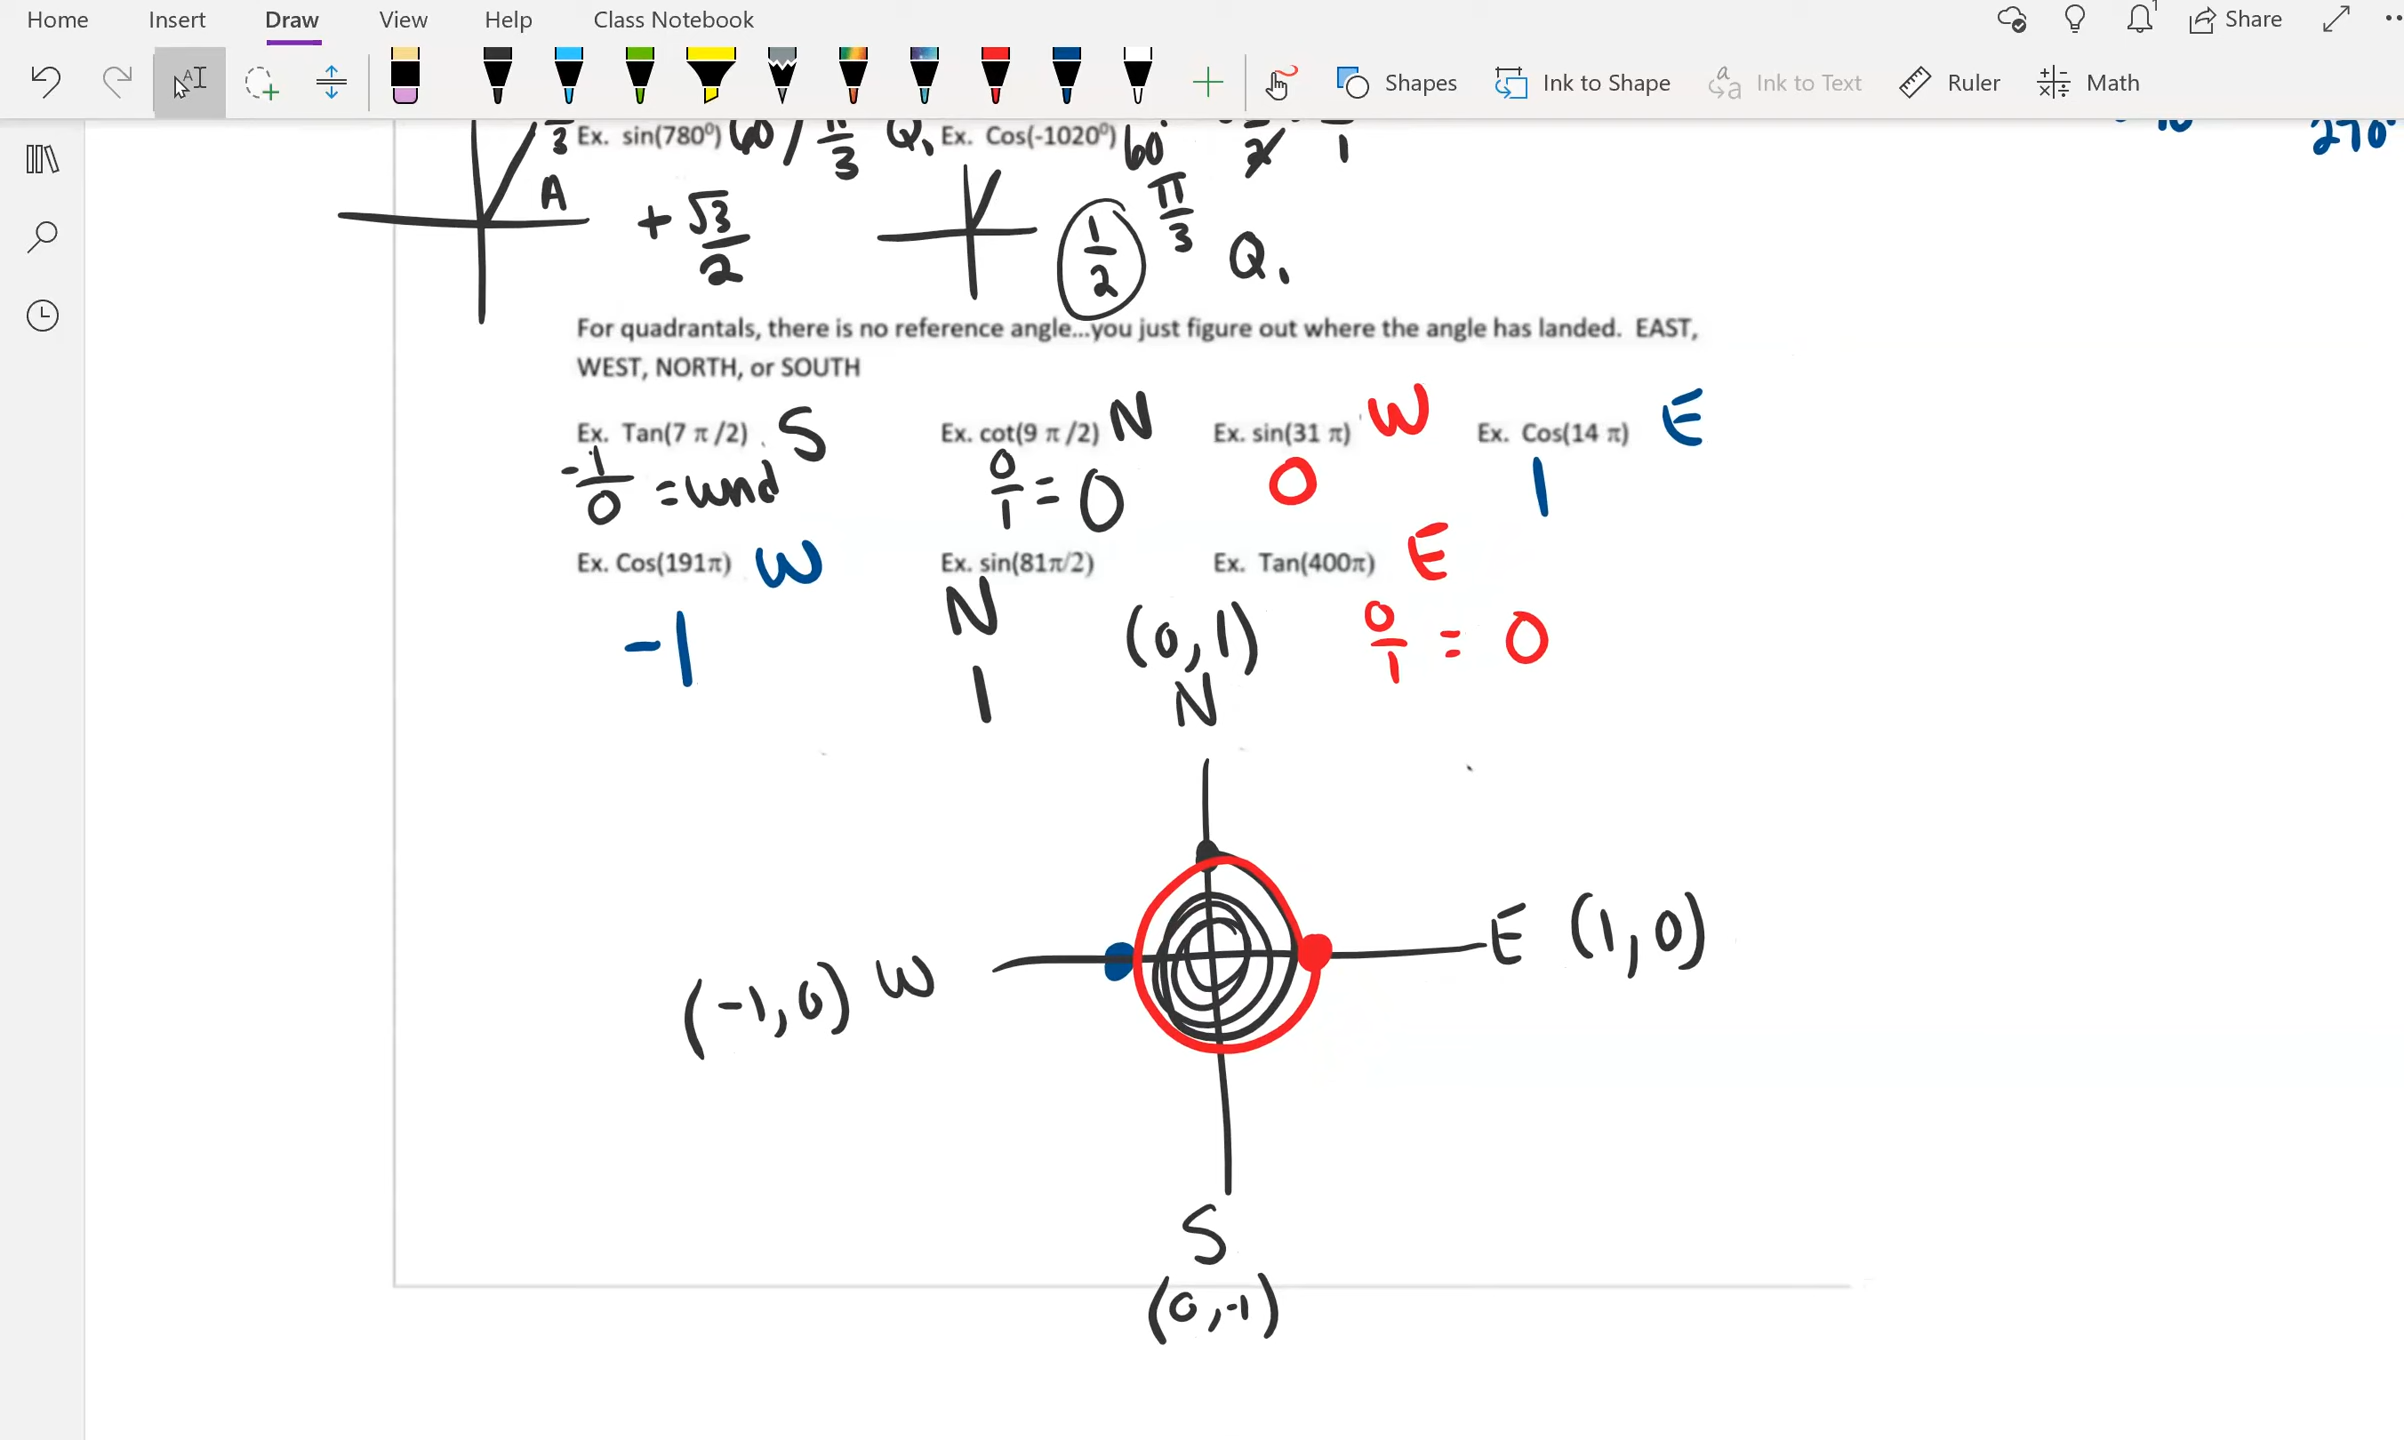 Home Insert Draw View Help Class Notebook Share
Shapes Ink to Shape Ink to Text Ruler Math
π/3 Ex. sin(780⁰) 60 / π/3 Q₁ Ex. Cos(-1020⁰) 60°
270°
A
+ √3/2
1/2 π/3
Q₁
For quadrantals, there is no reference angle...you just figure out where the angle has landed. EAST,
WEST, NORTH, or SOUTH
Ex. Tan(7 π /2) S Ex. cot(9 π /2) N Ex. sin(31 π) W Ex. Cos(14 π) E
-1/0 = und 0/1 = 0 0 1
Ex. Cos(191π) W Ex. sin(81π/2) Ex. Tan(400π) E
-1 N (0,1) 0/1 = 0
1 N
E (1,0)
(-1,0) W
S
(0,-1)